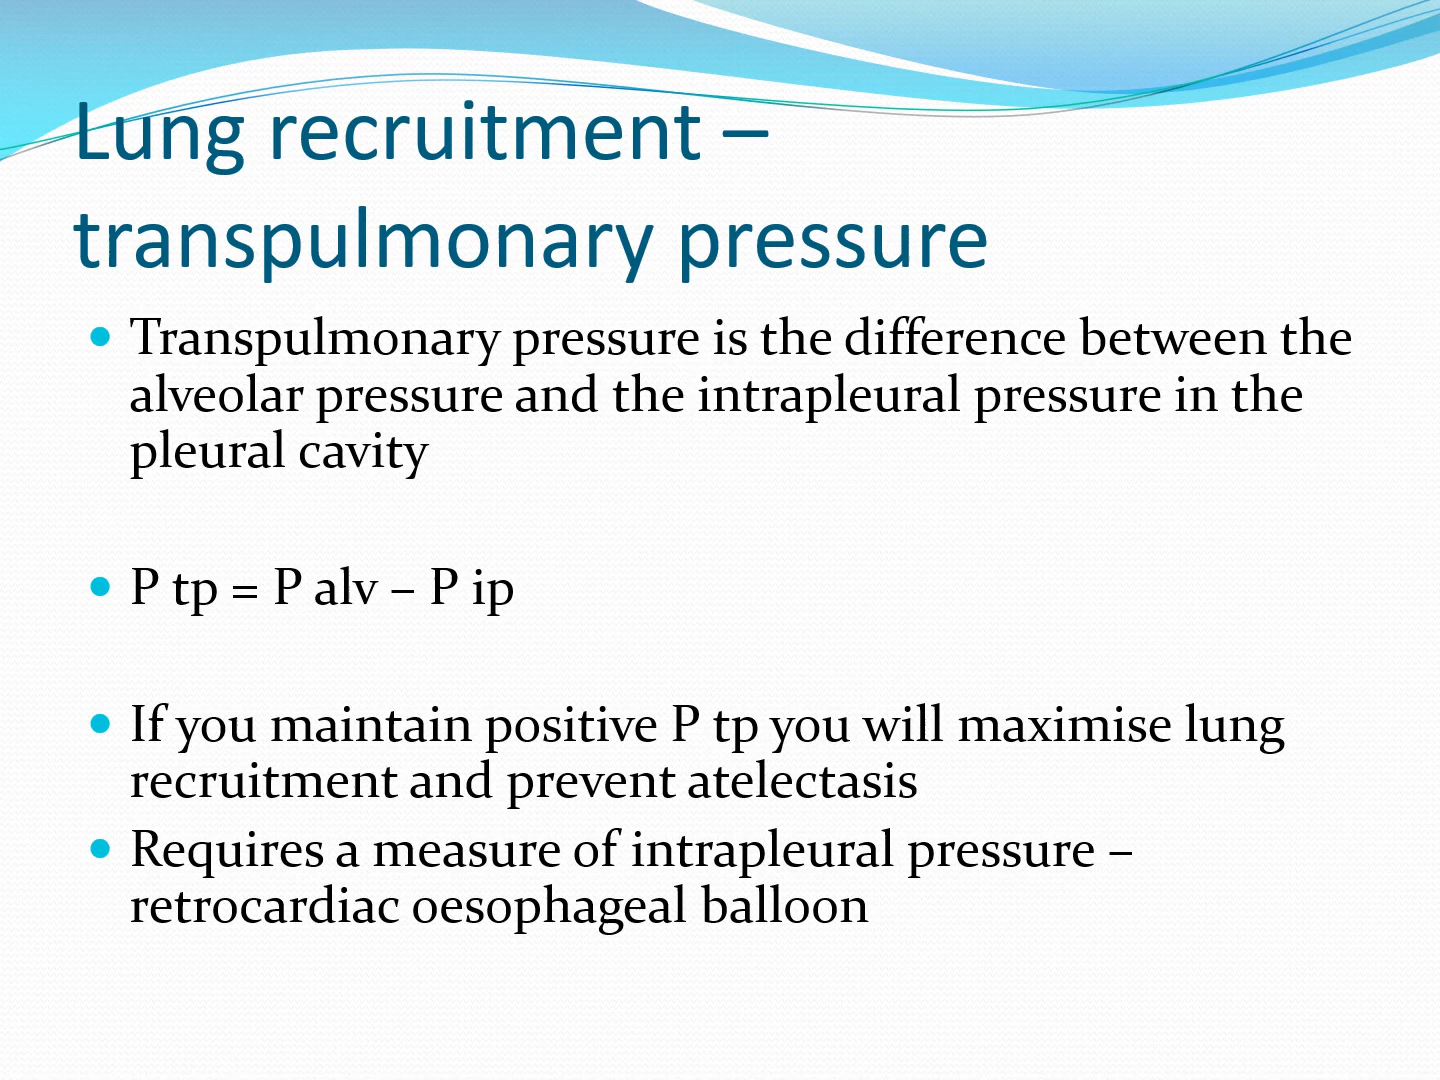 Lung recruitment –
transpulmonary pressure
Transpulmonary pressure is the difference between the
alveolar pressure and the intrapleural pressure in the
pleural cavity
P tp = P alv – P ip
If you maintain positive P tp you will maximise lung
recruitment and prevent atelectasis
Requires a measure of intrapleural pressure –
retrocardiac oesophageal balloon